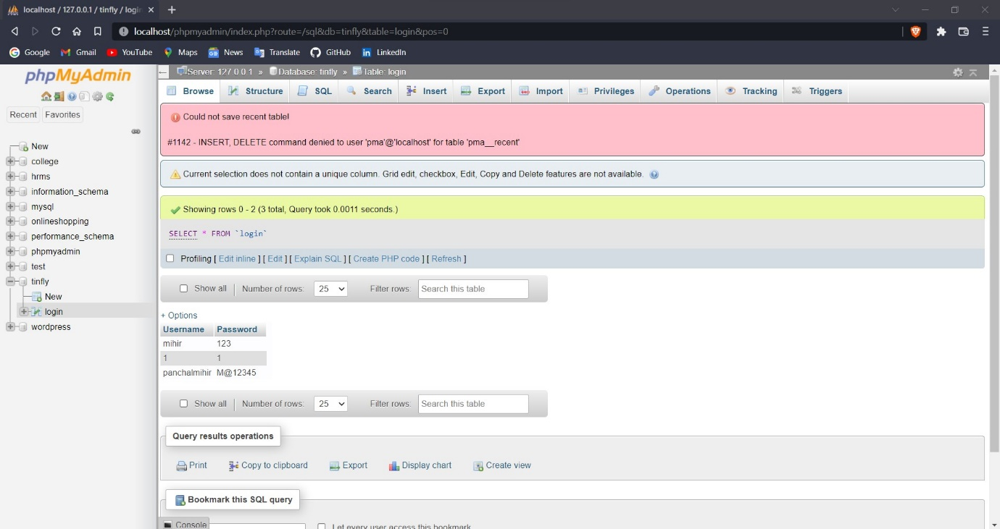 localhost / 127.0.0.1 / tinfly / login
localhost/phpmyadmin/index.php?route=/sql&db=tinfly&table=login&pos=0
Google Gmail YouTube Maps News Translate GitHub LinkedIn
phpMyAdmin
Recent Favorites
New
college
hrms
information_schema
mysql
onlineshopping
performance_schema
phpmyadmin
test
tinfly
New
login
wordpress
Server: 127.0.0.1 » Database: tinfly » Table: login
Browse Structure SQL Search Insert Export Import Privileges Operations Tracking Triggers
Could not save recent table!
#1142 - INSERT, DELETE command denied to user 'pma'@'localhost' for table 'pma__recent'
Current selection does not contain a unique column. Grid edit, checkbox, Edit, Copy and Delete features are not available.
Showing rows 0 - 2 (3 total, Query took 0.0011 seconds.)
SELECT * FROM `login`
Profiling [ Edit inline ] [ Edit ] [ Explain SQL ] [ Create PHP code ] [ Refresh ]
Show all | Number of rows: 25 Filter rows: Search this table
+ Options
Username Password
mihir 123
1 1
panchalmihir M@12345
Show all | Number of rows: 25 Filter rows: Search this table
Query results operations
Print Copy to clipboard Export Display chart Create view
Bookmark this SQL query
Console Let every user access this bookmark